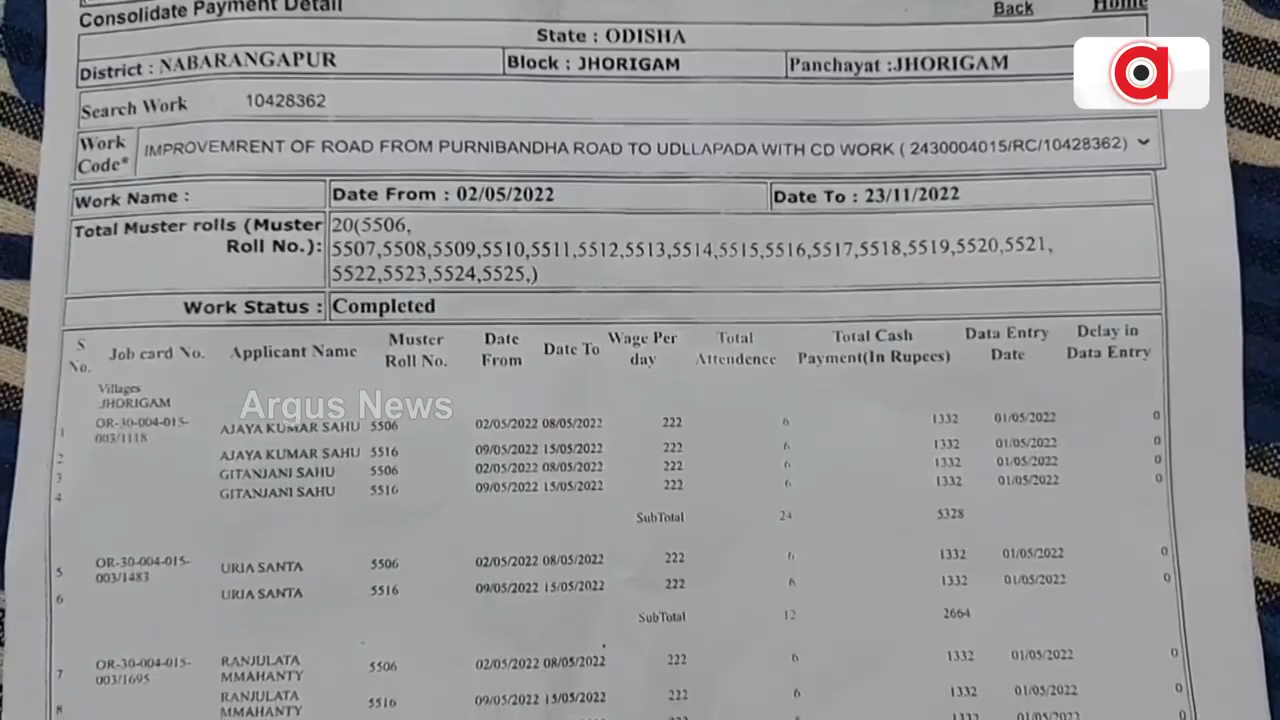 Consolidate Payment Detail Back Home
State : ODISHA
District : NABARANGAPUR Block : JHORIGAM Panchayat :JHORIGAM
Search Work 10428362
Work Code* IMPROVEMRENT OF ROAD FROM PURNIBANDHA ROAD TO UDLLAPADA WITH CD WORK ( 2430004015/RC/10428362)
Work Name : Date From : 02/05/2022 Date To : 23/11/2022
Total Muster rolls (Muster 20(5506,
Roll No.): 5507,5508,5509,5510,5511,5512,5513,5514,5515,5516,5517,5518,5519,5520,5521,
5522,5523,5524,5525,)
Work Status : Completed
S No. Job card No. Applicant Name Muster Roll No. Date From Date To Wage Per day Total Attendence Total Cash Payment(In Rupees) Data Entry Date Delay in Data Entry
Villages
JHORIGAM
Argus News
1 OR-30-004-015-003/1118 AJAYA KUMAR SAHU 5506 02/05/2022 08/05/2022 222 6 1332 01/05/2022 0
2 AJAYA KUMAR SAHU 5516 09/05/2022 15/05/2022 222 6 1332 01/05/2022 0
3 GITANJANI SAHU 5506 02/05/2022 08/05/2022 222 6 1332 01/05/2022 0
4 GITANJANI SAHU 5516 09/05/2022 15/05/2022 222 6 1332 01/05/2022 0
SubTotal 24 5328
5 OR-30-004-015-003/1483 URIA SANTA 5506 02/05/2022 08/05/2022 222 6 1332 01/05/2022 0
6 URIA SANTA 5516 09/05/2022 15/05/2022 222 6 1332 01/05/2022 0
SubTotal 12 2664
7 OR-30-004-015-003/1695 RANJULATA MMAHANTY 5506 02/05/2022 08/05/2022 222 6 1332 01/05/2022 0
8 RANJULATA MMAHANTY 5516 09/05/2022 15/05/2022 222 6 1332 01/05/2022 0